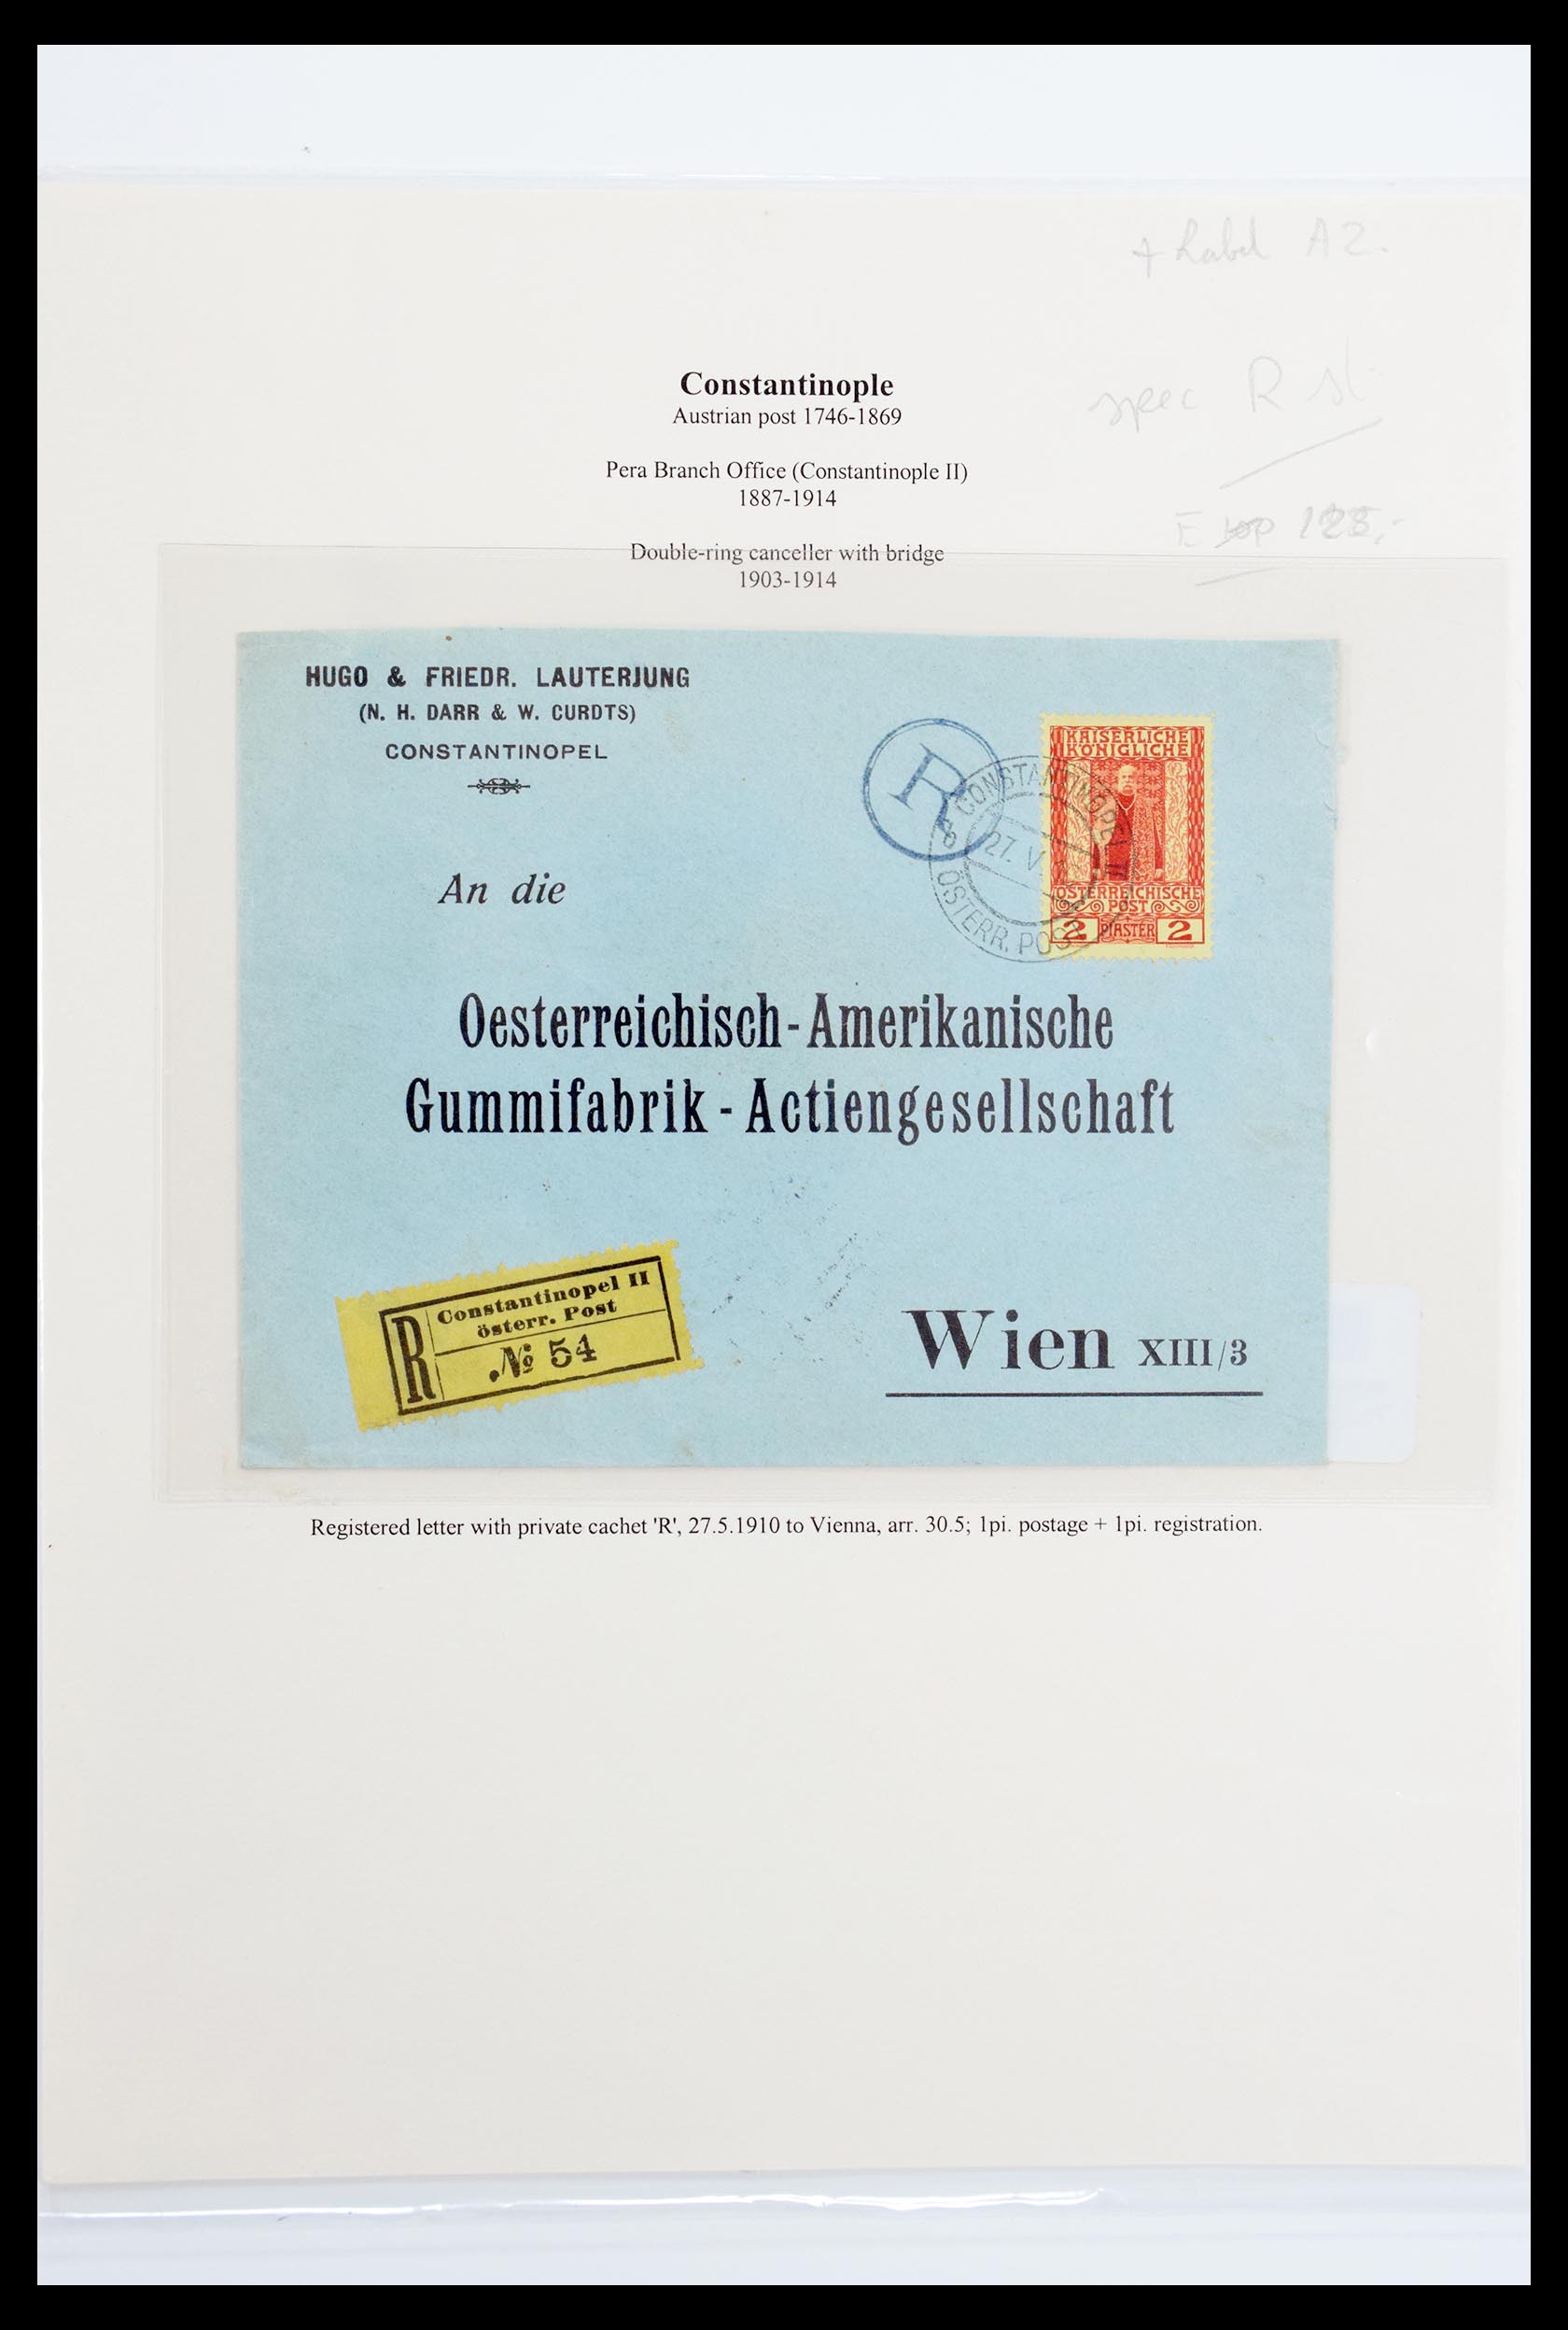 + Label A2.
Constantinople
Austrian post 1746-1869
spec R st.
Pera Branch Office (Constantinople II)
1887-1914
E 128,-
Double-ring canceller with bridge
1903-1914
HUGO & FRIEDR. LAUTERJUNG
(N. H. DARR & W. CURDTS)
CONSTANTINOPEL
R
CONSTANTINOPEL II
27. V
ÖSTERR. POST
KAISERLICHE
KÖNIGLICHE
ÖSTERREICHISCHE
POST
2 PIASTER 2
An die
Oesterreichisch-Amerikanische
Gummifabrik-Actiengesellschaft
R
Constantinopel II
österr. Post
№ 54
Wien XIII/3
Registered letter with private cachet 'R', 27.5.1910 to Vienna, arr. 30.5; 1pi. postage + 1pi. registration.